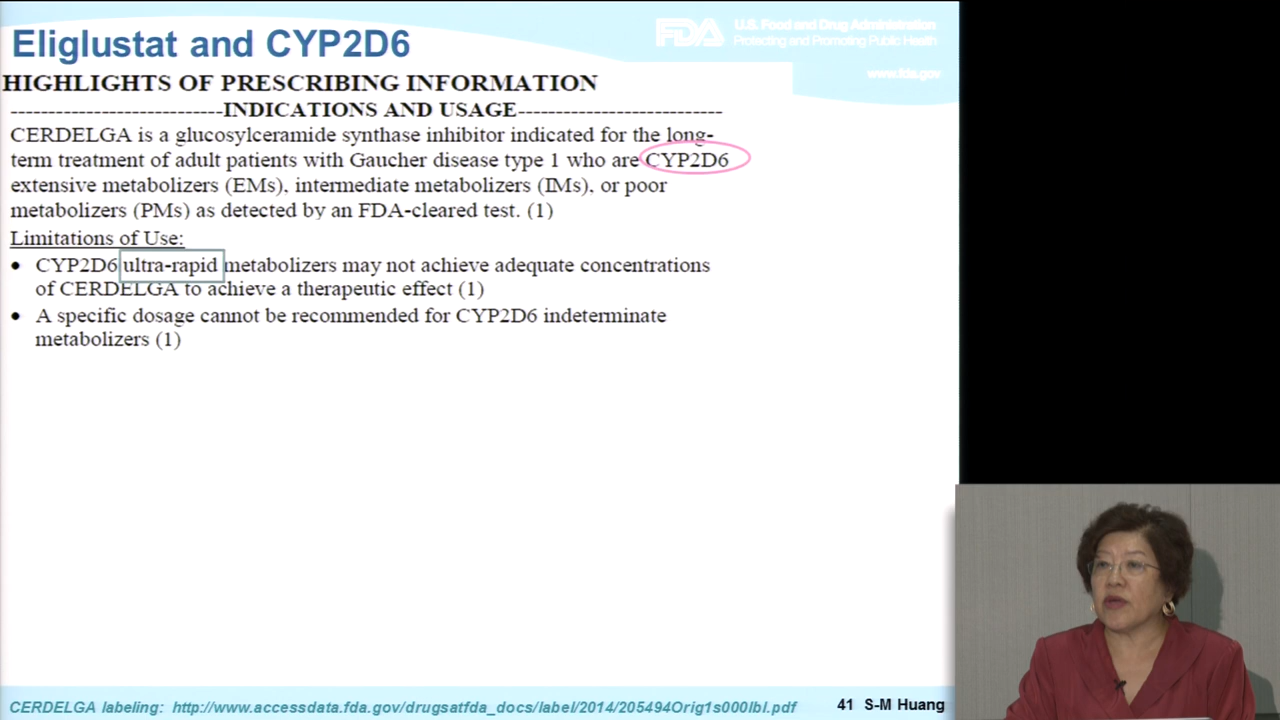 Eliglustat and CYP2D6
FDA U.S. Food and Drug Administration
Protecting and Promoting Public Health
www.fda.gov
HIGHLIGHTS OF PRESCRIBING INFORMATION
---------------------------INDICATIONS AND USAGE--------------------------
CERDELGA is a glucosylceramide synthase inhibitor indicated for the long-
term treatment of adult patients with Gaucher disease type 1 who are CYP2D6
extensive metabolizers (EMs), intermediate metabolizers (IMs), or poor
metabolizers (PMs) as detected by an FDA-cleared test. (1)
Limitations of Use:
• CYP2D6 ultra-rapid metabolizers may not achieve adequate concentrations
of CERDELGA to achieve a therapeutic effect (1)
• A specific dosage cannot be recommended for CYP2D6 indeterminate
metabolizers (1)
CERDELGA labeling: http://www.accessdata.fda.gov/drugsatfda_docs/label/2014/205494Orig1s000lbl.pdf
41 S-M Huang